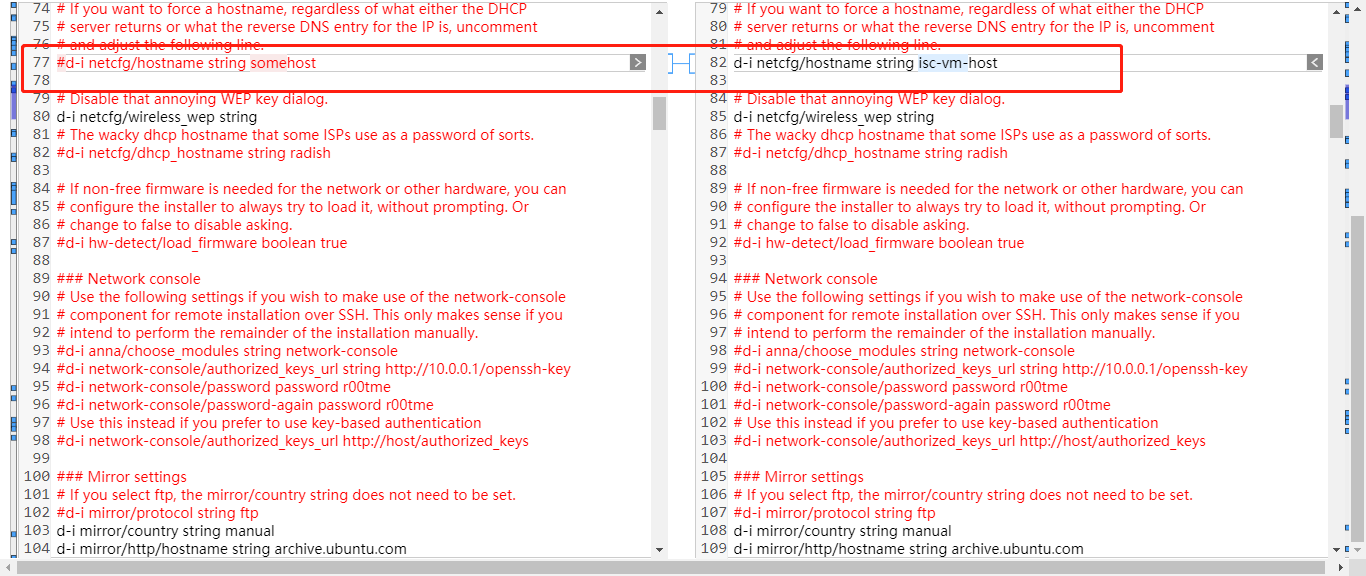 74 # If you want to force a hostname, regardless of what either the DHCP
75 # server returns or what the reverse DNS entry for the IP is, uncomment
76 # and adjust the following line.
77 #d-i netcfg/hostname string somehost
78
79 # Disable that annoying WEP key dialog.
80 d-i netcfg/wireless_wep string
81 # The wacky dhcp hostname that some ISPs use as a password of sorts.
82 #d-i netcfg/dhcp_hostname string radish
83
84 # If non-free firmware is needed for the network or other hardware, you can
85 # configure the installer to always try to load it, without prompting. Or
86 # change to false to disable asking.
87 #d-i hw-detect/load_firmware boolean true
88
89 ### Network console
90 # Use the following settings if you wish to make use of the network-console
91 # component for remote installation over SSH. This only makes sense if you
92 # intend to perform the remainder of the installation manually.
93 #d-i anna/choose_modules string network-console
94 #d-i network-console/authorized_keys_url string http://10.0.0.1/openssh-key
95 #d-i network-console/password password r00tme
96 #d-i network-console/password-again password r00tme
97 # Use this instead if you prefer to use key-based authentication
98 #d-i network-console/authorized_keys_url http://host/authorized_keys
99
100 ### Mirror settings
101 # If you select ftp, the mirror/country string does not need to be set.
102 #d-i mirror/protocol string ftp
103 d-i mirror/country string manual
104 d-i mirror/http/hostname string archive.ubuntu.com
79 # If you want to force a hostname, regardless of what either the DHCP
80 # server returns or what the reverse DNS entry for the IP is, uncomment
81 # and adjust the following line.
82 d-i netcfg/hostname string isc-vm-host
83
84 # Disable that annoying WEP key dialog.
85 d-i netcfg/wireless_wep string
86 # The wacky dhcp hostname that some ISPs use as a password of sorts.
87 #d-i netcfg/dhcp_hostname string radish
88
89 # If non-free firmware is needed for the network or other hardware, you can
90 # configure the installer to always try to load it, without prompting. Or
91 # change to false to disable asking.
92 #d-i hw-detect/load_firmware boolean true
93
94 ### Network console
95 # Use the following settings if you wish to make use of the network-console
96 # component for remote installation over SSH. This only makes sense if you
97 # intend to perform the remainder of the installation manually.
98 #d-i anna/choose_modules string network-console
99 #d-i network-console/authorized_keys_url string http://10.0.0.1/openssh-key
100 #d-i network-console/password password r00tme
101 #d-i network-console/password-again password r00tme
102 # Use this instead if you prefer to use key-based authentication
103 #d-i network-console/authorized_keys_url http://host/authorized_keys
104
105 ### Mirror settings
106 # If you select ftp, the mirror/country string does not need to be set.
107 #d-i mirror/protocol string ftp
108 d-i mirror/country string manual
109 d-i mirror/http/hostname string archive.ubuntu.com